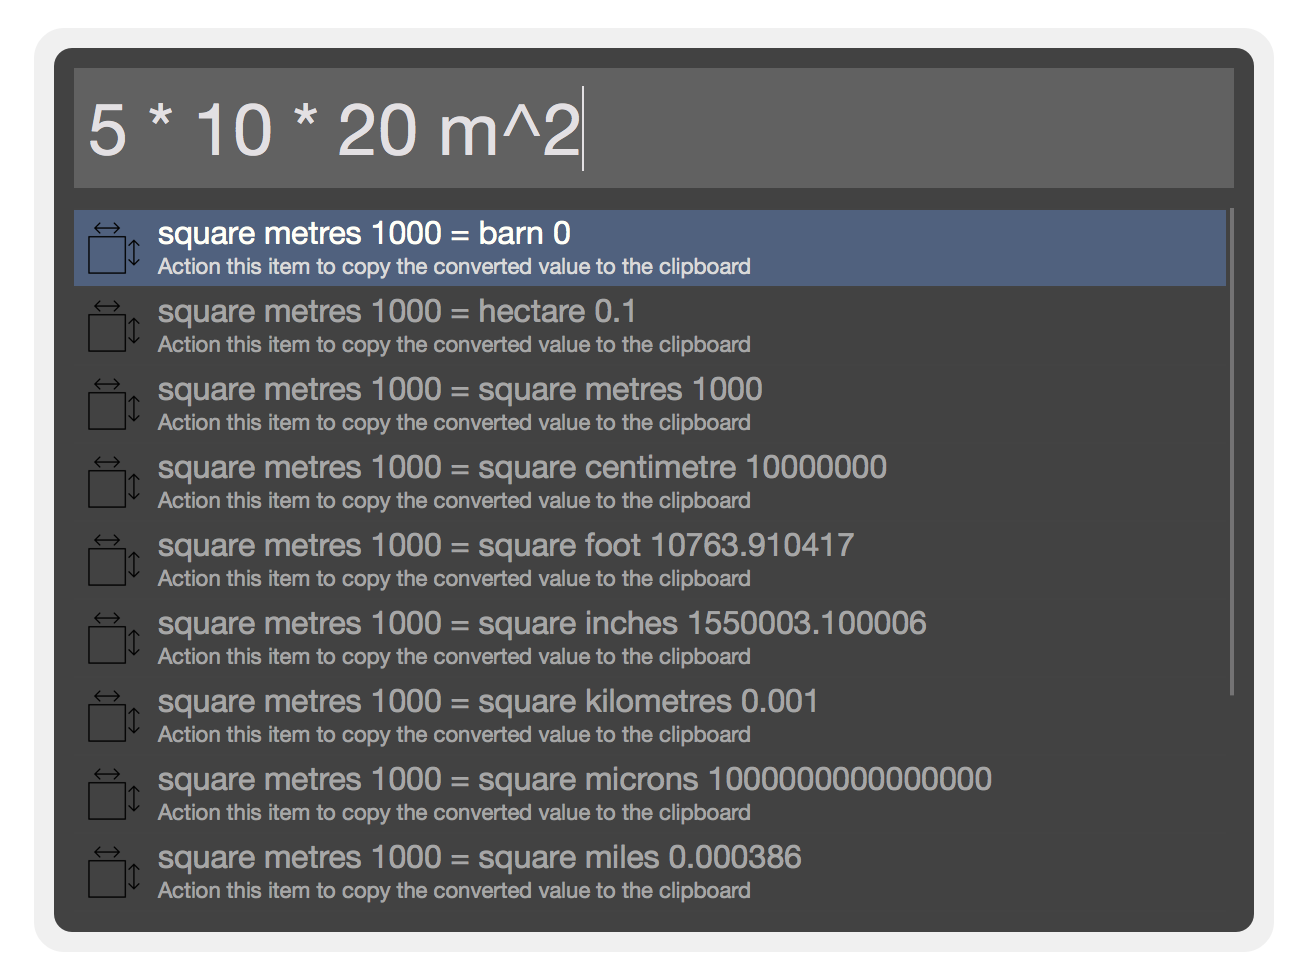 5 * 10 * 20 m^2
square metres 1000 = barn 0
Action this item to copy the converted value to the clipboard
square metres 1000 = hectare 0.1
Action this item to copy the converted value to the clipboard
square metres 1000 = square metres 1000
Action this item to copy the converted value to the clipboard
square metres 1000 = square centimetre 10000000
Action this item to copy the converted value to the clipboard
square metres 1000 = square foot 10763.910417
Action this item to copy the converted value to the clipboard
square metres 1000 = square inches 1550003.100006
Action this item to copy the converted value to the clipboard
square metres 1000 = square kilometres 0.001
Action this item to copy the converted value to the clipboard
square metres 1000 = square microns 1000000000000000
Action this item to copy the converted value to the clipboard
square metres 1000 = square miles 0.000386
Action this item to copy the converted value to the clipboard